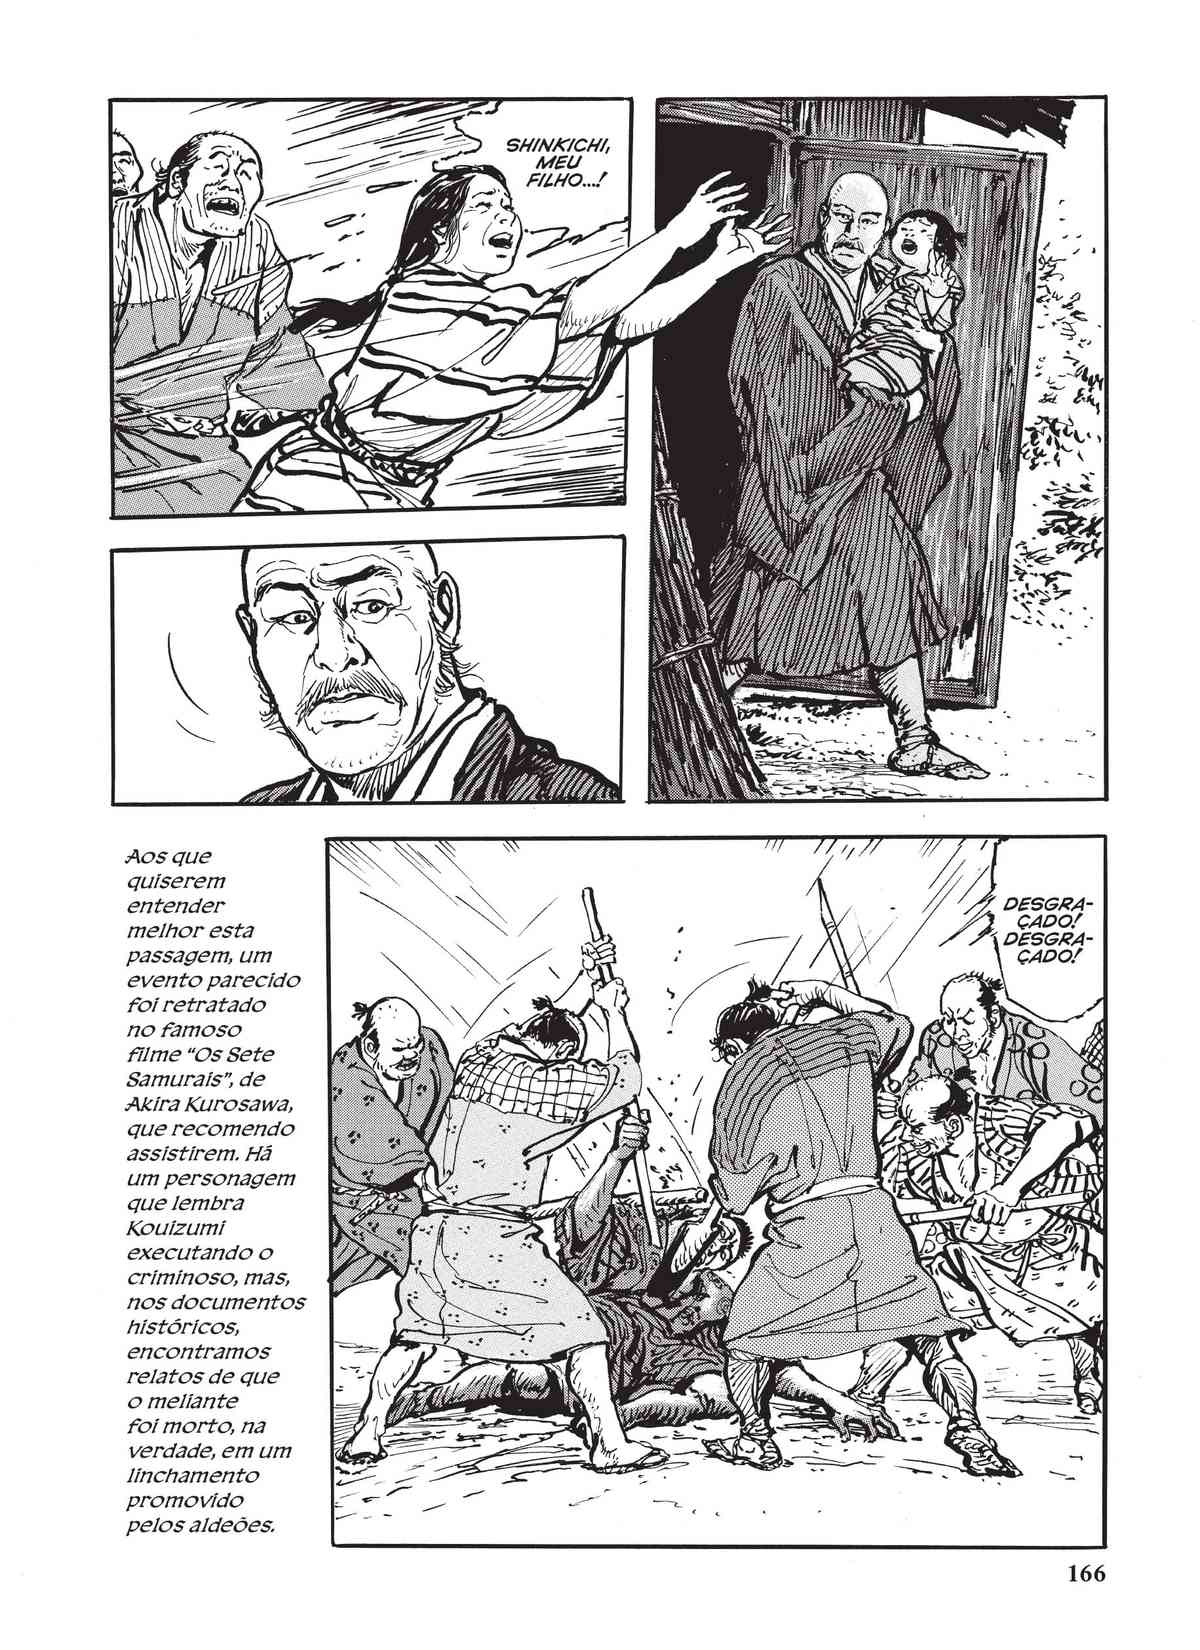 SHINKICHI,
MEU
FILHO...!
Aos que
quiserem
entender
melhor esta
passagem, um
evento parecido
foi retratado
no famoso
filme “Os Sete
Samurais”, de
Akira Kurosawa,
que recomendo
assistirem. Há
um personagem
que lembra
Kouizumi
executando o
criminoso, mas,
nos documentos
históricos,
encontramos
relatos de que
o meliante
foi morto, na
verdade, em um
linchamento
promovido
pelos aldeões.
DESGRA-
ÇADO!
DESGRA-
ÇADO!
166